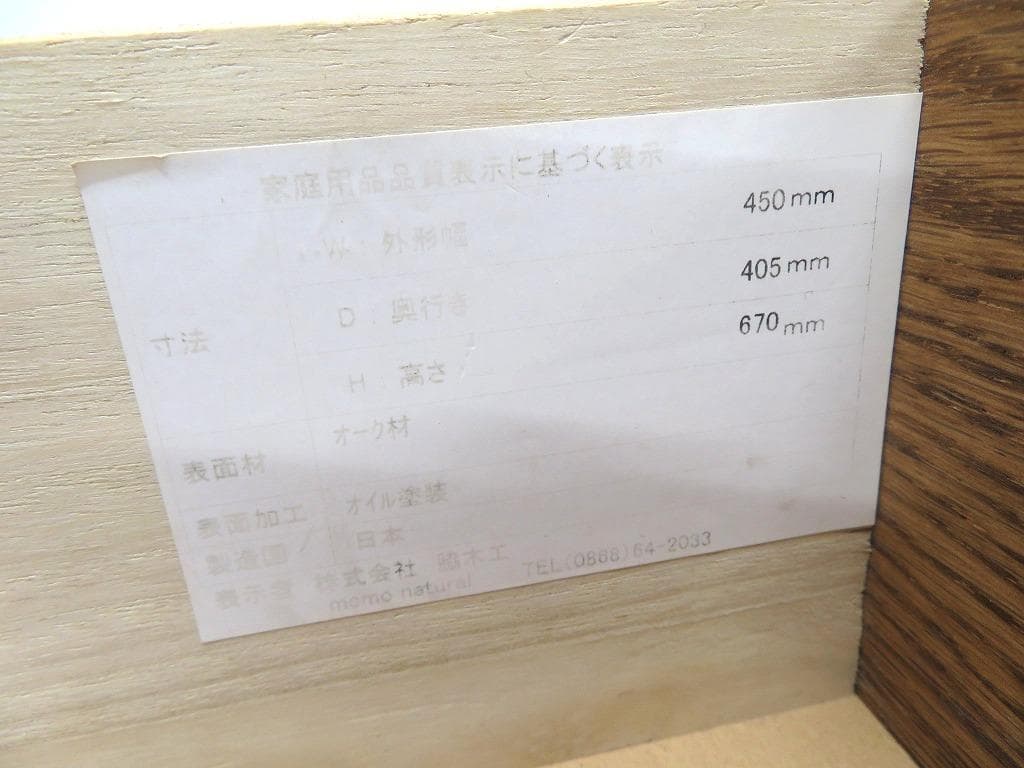 家庭用品品質表示に基づく表示
寸法
W : 外形幅 450mm
D : 奥行き 405mm
H : 高さ 670mm
表面材 オーク材
表面加工 オイル塗装
製造国 日本
表示者 株式会社 脇木工 TEL(0868)64-2033
momo natural